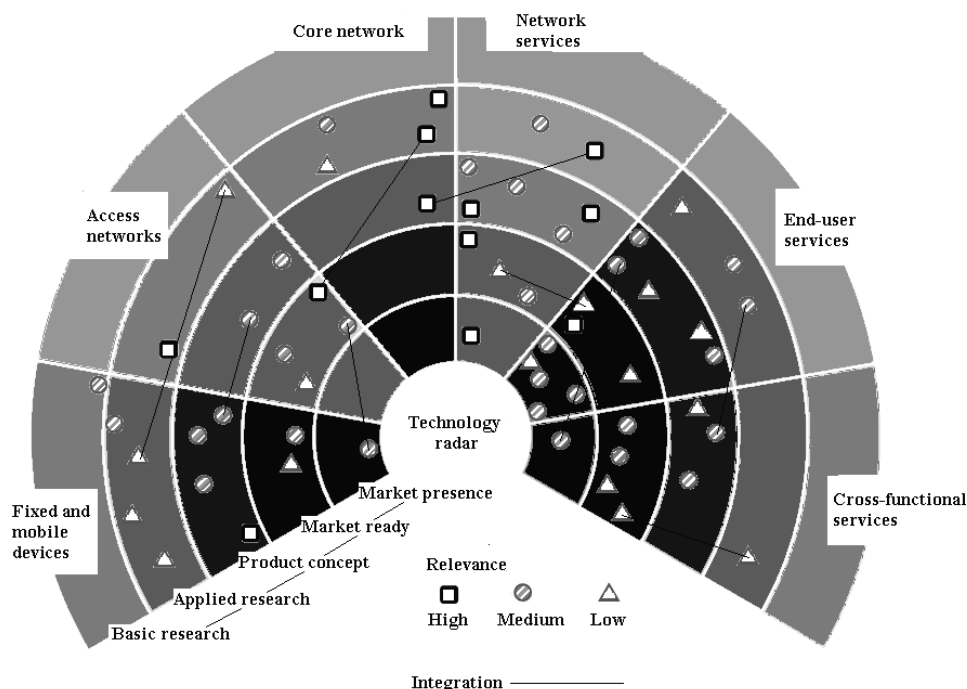 Core network
Network
services
Access
networks
End-user
services
Technology
radar
Fixed and
mobile
devices
Cross-functional
services
Market presence
Market ready
Product concept
Applied research
Basic research
Relevance
High Medium Low
Integration